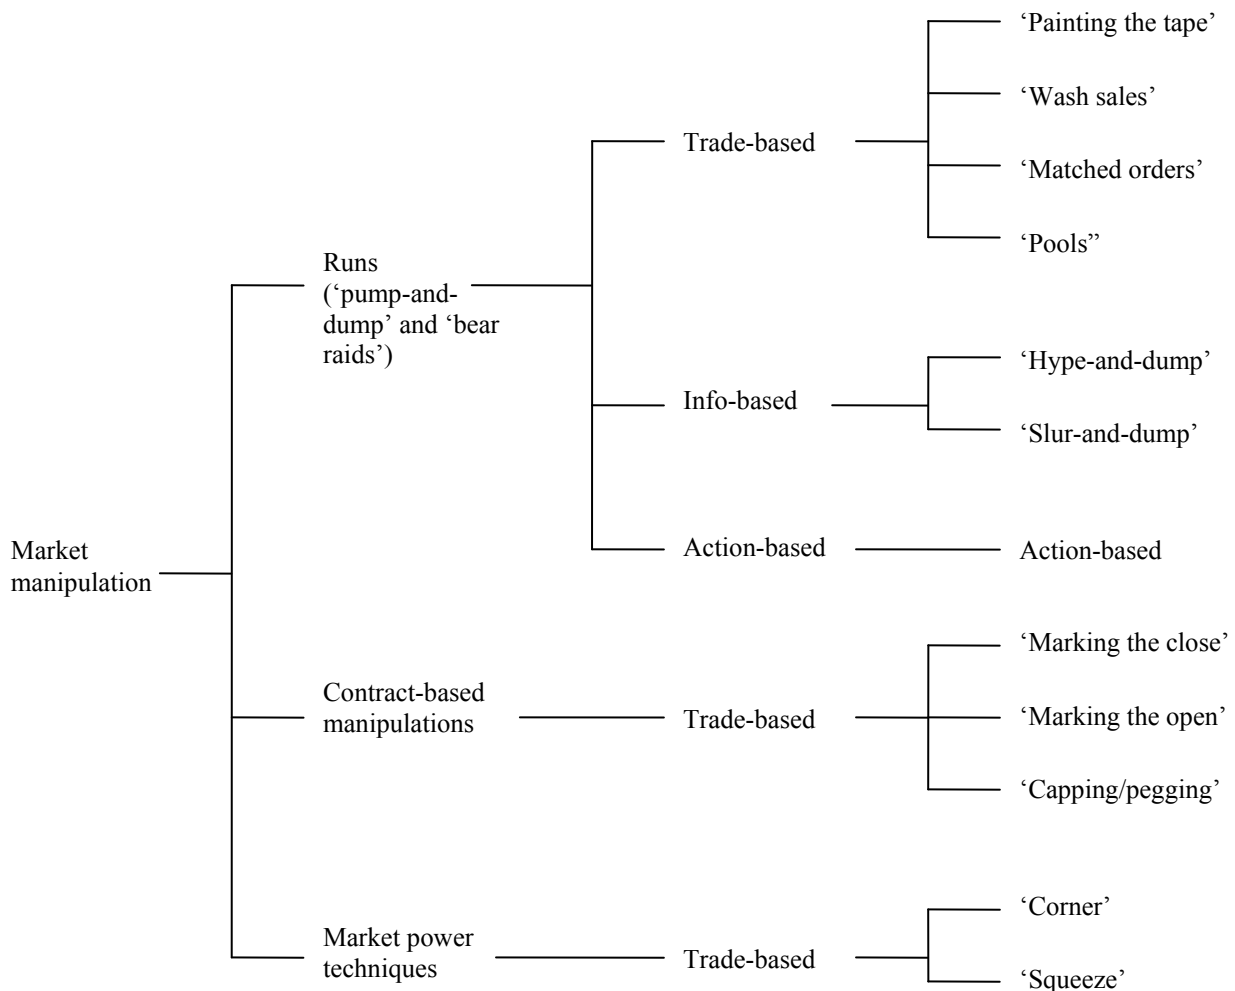 ‘Painting the tape’
‘Wash sales’
Trade-based
‘Matched orders’
‘Pools”
Runs
(‘pump-and-
dump’ and ‘bear
raids’)
‘Hype-and-dump’
Info-based
‘Slur-and-dump’
Action-based
Action-based
Market
manipulation
‘Marking the close’
Contract-based
manipulations
Trade-based
‘Marking the open’
‘Capping/pegging’
‘Corner’
Market power
techniques
Trade-based
‘Squeeze’